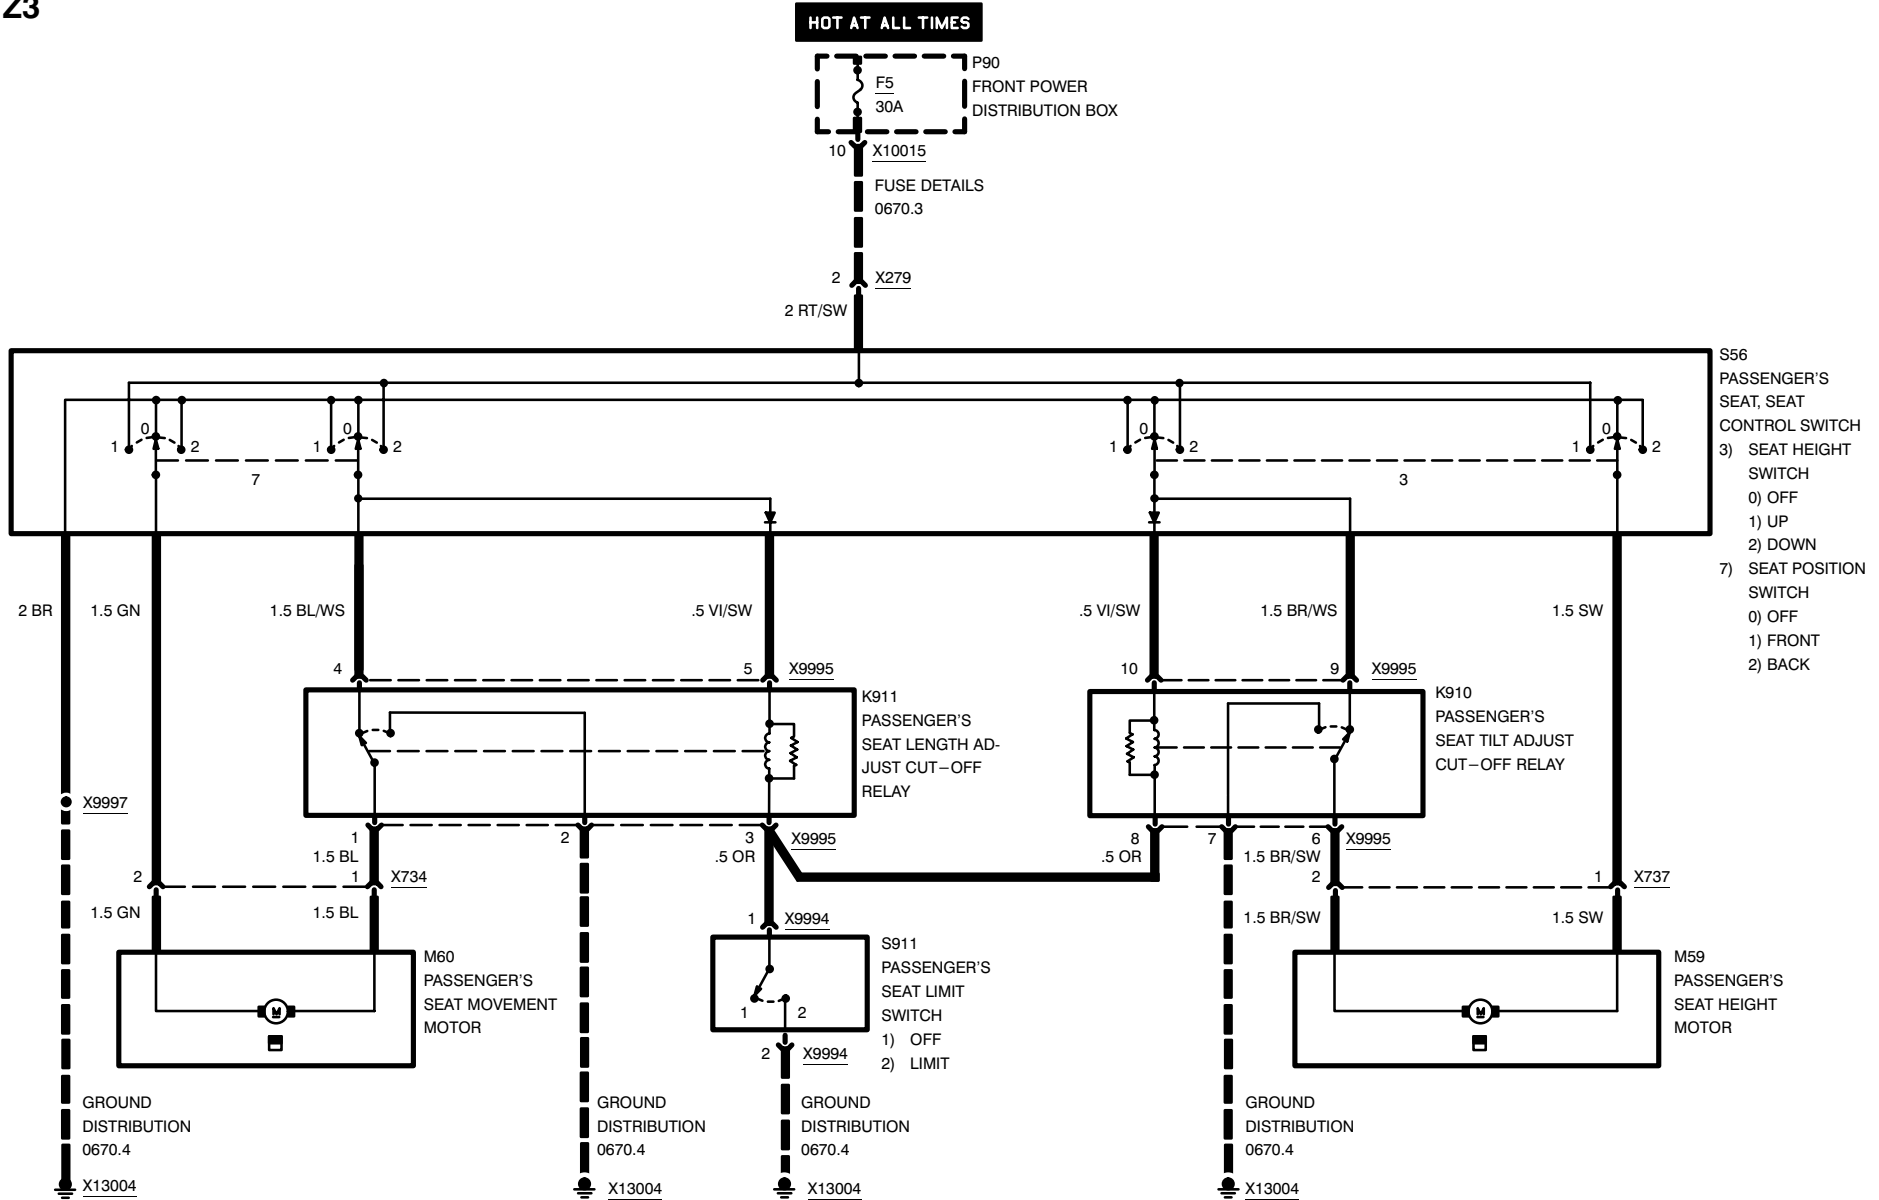 Z3
HOT AT ALL TIMES
P90
FRONT POWER
DISTRIBUTION BOX
F5
30A
10 X10015
FUSE DETAILS
0670.3
2 X279
2 RT/SW
S56
PASSENGER'S
SEAT, SEAT
CONTROL SWITCH
3) SEAT HEIGHT
SWITCH
0) OFF
1) UP
2) DOWN
7) SEAT POSITION
SWITCH
0) OFF
1) FRONT
2) BACK
1 0 2 1 0 2 1 0 2 1 0 2
7 3
2 BR 1.5 GN 1.5 BL/WS .5 VI/SW .5 VI/SW 1.5 BR/WS 1.5 SW
4 5 X9995 10 9 X9995
K911
PASSENGER'S
SEAT LENGTH AD-
JUST CUT-OFF
RELAY
K910
PASSENGER'S
SEAT TILT ADJUST
CUT-OFF RELAY
X9997
1 2 3 X9995 8 7 6 X9995
1.5 BL .5 OR .5 OR 1.5 BR/SW
2 1 X734 2 1 X737
1.5 GN 1.5 BL 1.5 BR/SW 1.5 SW
1 X9994
M60
PASSENGER'S
SEAT MOVEMENT
MOTOR
M
S911
PASSENGER'S
SEAT LIMIT
SWITCH
1) OFF
2) LIMIT
1 2
M59
PASSENGER'S
SEAT HEIGHT
MOTOR
M
2 X9994
GROUND
DISTRIBUTION
0670.4
X13004
GROUND
DISTRIBUTION
0670.4
X13004
GROUND
DISTRIBUTION
0670.4
X13004
GROUND
DISTRIBUTION
0670.4
X13004